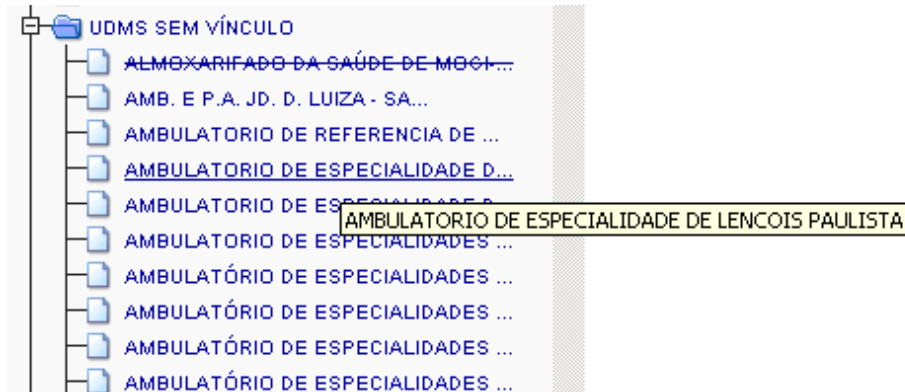 UDMS SEM VÍNCULO
ALMOXARIFADO DA SAÚDE DE MOGI-...
AMB. E P.A. JD. D. LUIZA - SA...
AMBULATORIO DE REFERENCIA DE ...
AMBULATORIO DE ESPECIALIDADE D...
AMBULATORIO DE ESPECIALIDADE D...
AMBULATORIO DE ESPECIALIDADE DE LENCOIS PAULISTA
AMBULATORIO DE ESPECIALIDADES ...
AMBULATÓRIO DE ESPECIALIDADES ...
AMBULATÓRIO DE ESPECIALIDADES ...
AMBULATÓRIO DE ESPECIALIDADES ...
AMBULATÓRIO DE ESPECIALIDADES ...